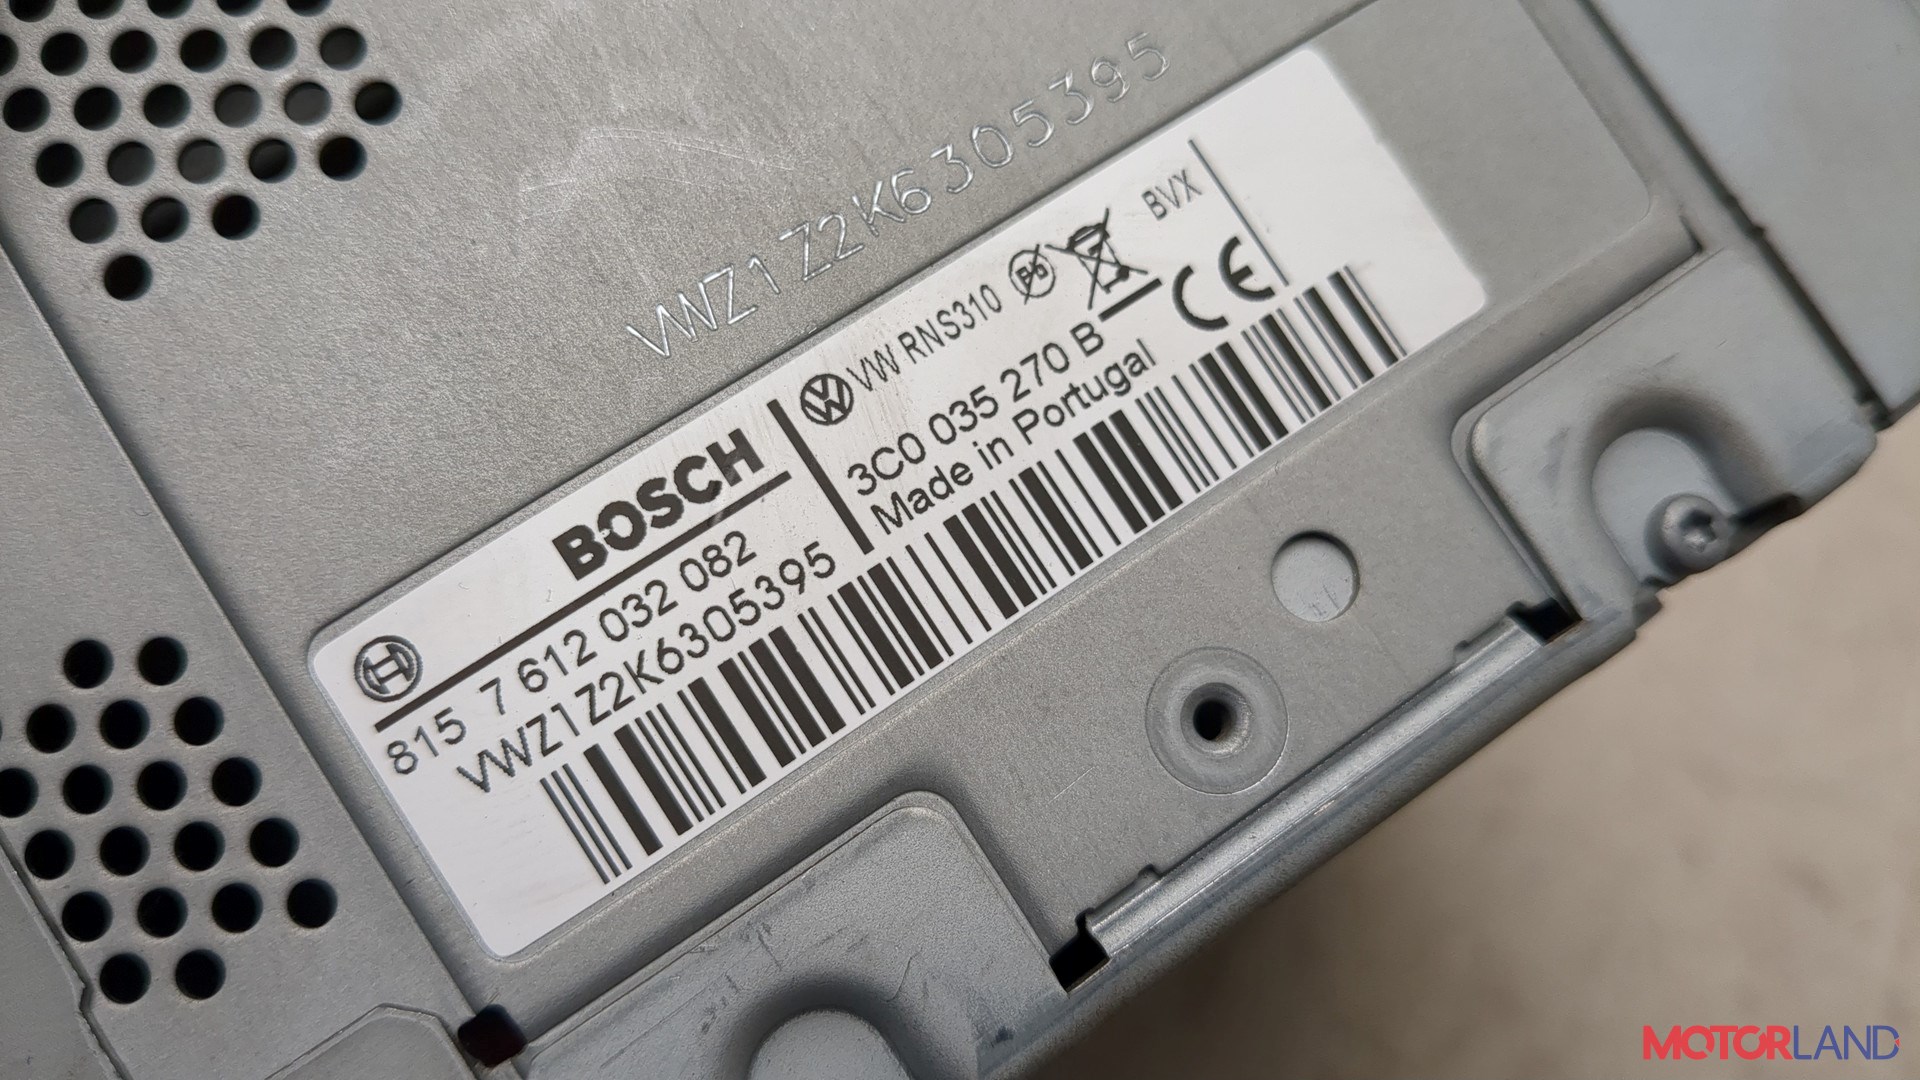 VWZ1Z2K6305395
BOSCH
815 7 612 032 082
VWZ1Z2K6305395
VW RNS310
Pb
BVX
3C0 035 270 B
CE
Made in Portugal
MOTORLAND